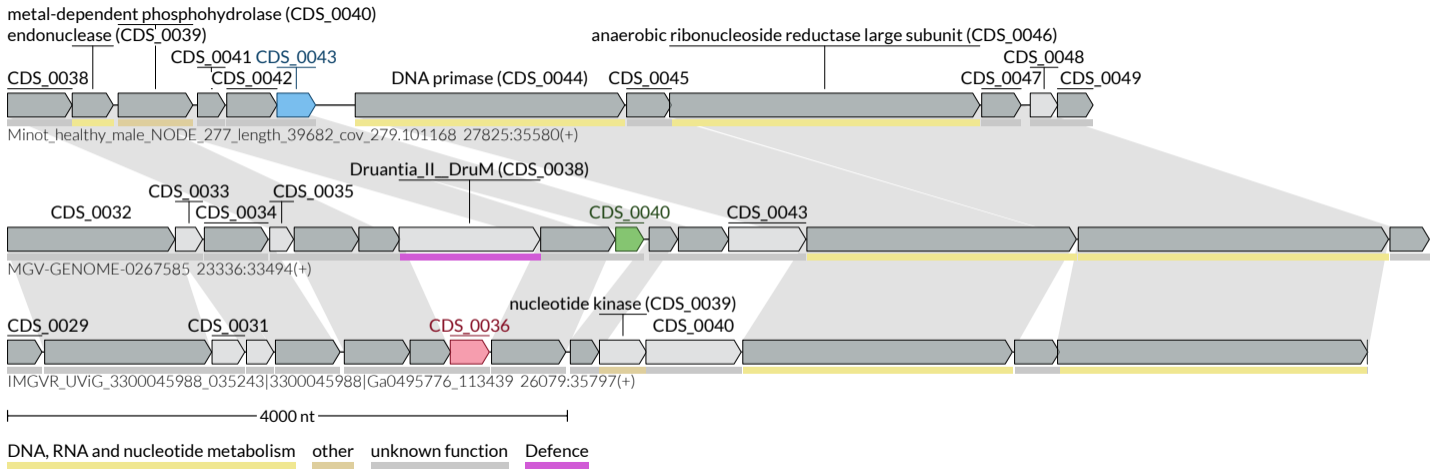 metal-dependent phosphohydrolase (CDS_0040)
endonuclease (CDS_0039)
anaerobic ribonucleoside reductase large subunit (CDS_0046)
CDS_0041 CDS_0043 CDS_0048
CDS_0038 CDS_0042 DNA primase (CDS_0044) CDS_0045 CDS_0047 CDS_0049
Minot_healthy_male_NODE_277_length_39682_cov_279.101168 27825:35580(+)
Druantia_II__DruM (CDS_0038)
CDS_0033 CDS_0035
CDS_0032 CDS_0034 CDS_0040 CDS_0043
MGV-GENOME-0267585 23336:33494(+)
nucleotide kinase (CDS_0039)
CDS_0029 CDS_0031 CDS_0036 CDS_0040
IMGVR_UViG_3300045988_035243|3300045988|Ga0495776_113439 26079:35797(+)
4000 nt
DNA, RNA and nucleotide metabolism other unknown function Defence